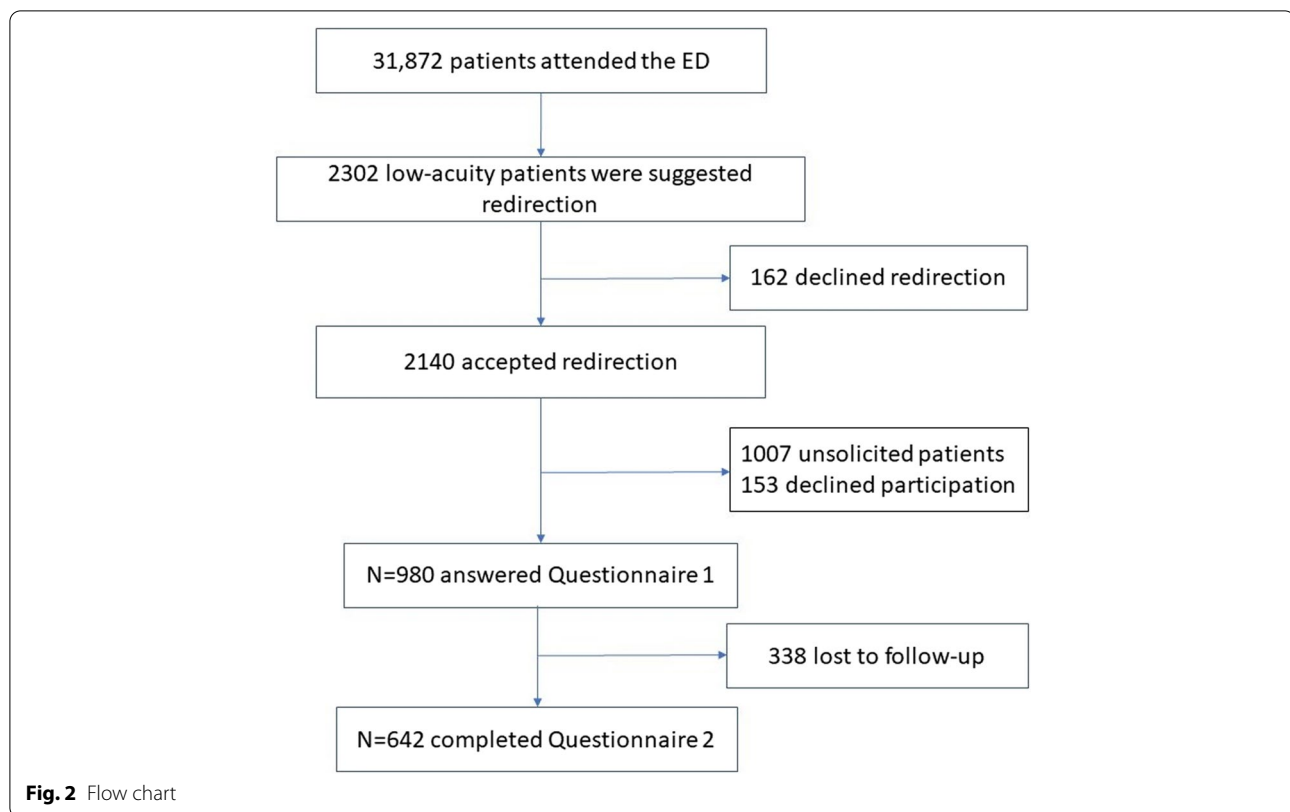 31,872 patients attended the ED
2302 low-acuity patients were suggested
redirection
162 declined redirection
2140 accepted redirection
1007 unsolicited patients
153 declined participation
N=980 answered Questionnaire 1
338 lost to follow-up
N=642 completed Questionnaire 2
Fig. 2 Flow chart